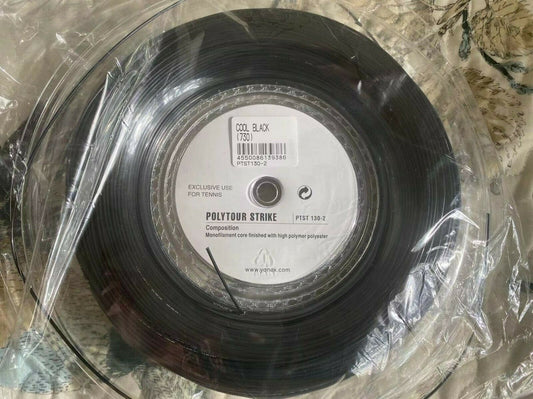 COOL BLACK
(730)
4550086139386
PTST130-2
EXCLUSIVE USE
FOR TENNIS
POLYTOUR STRIKE
PTST 130-2
Composition
Monofilament core finished with high polymer polyester
www.yonex.com